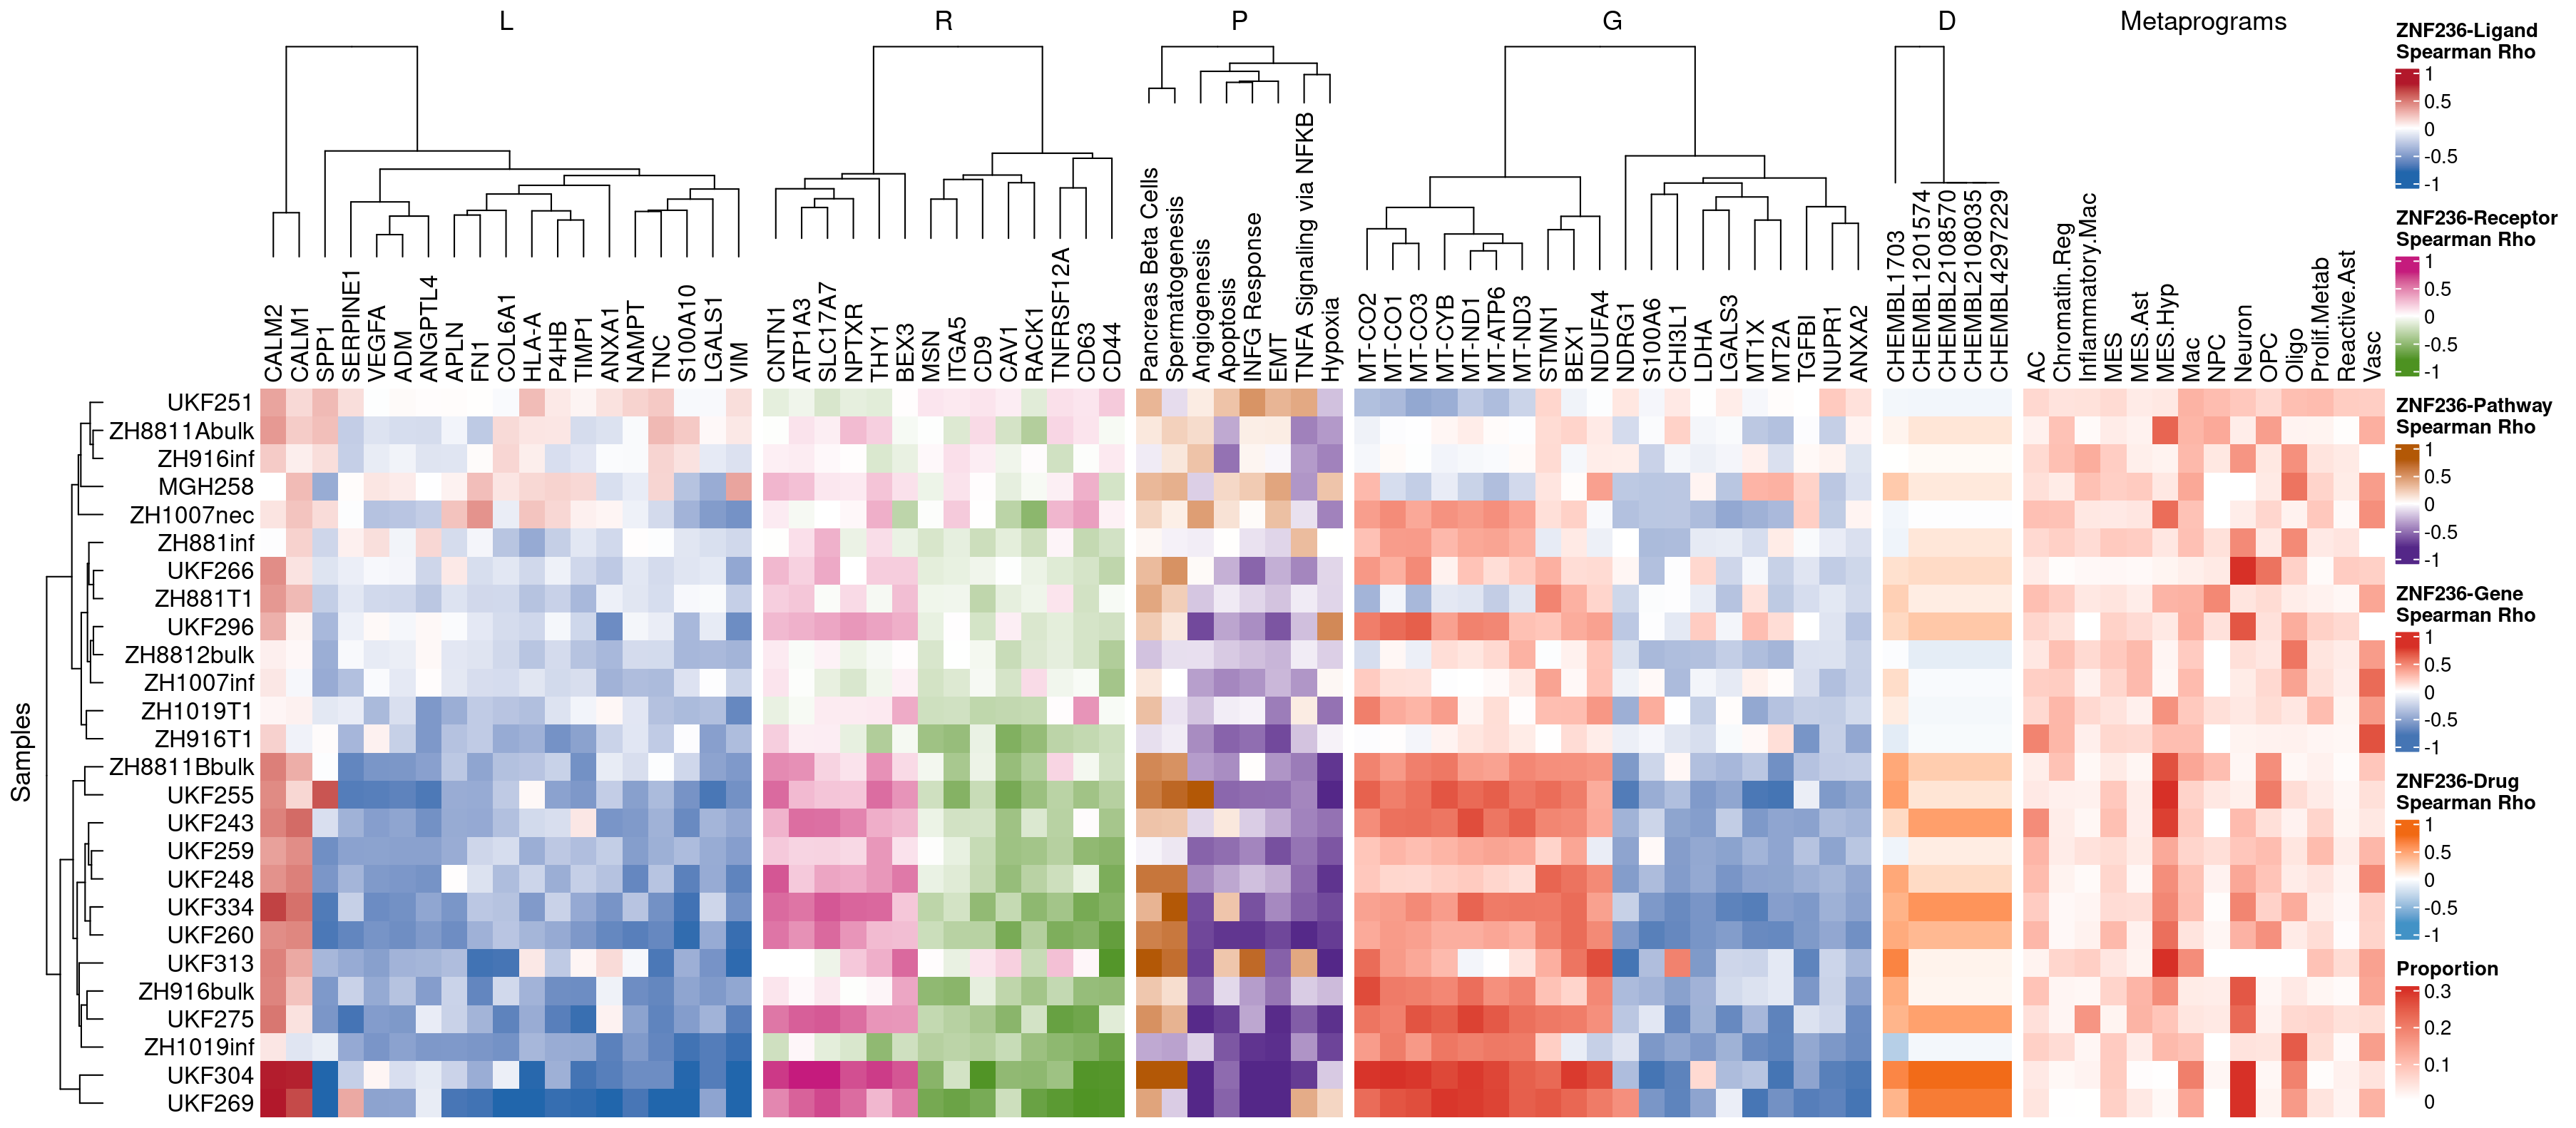 L
R
P
G
D
Metaprograms
CALM2
CALM1
SPP1
SERPINE1
VEGFA
ADM
ANGPTL4
APLN
FN1
COL6A1
HLA-A
P4HB
TIMP1
ANXA1
NAMPT
TNC
S100A10
LGALS1
VIM
CNTN1
ATP1A3
SLC17A7
NPTXR
THY1
BEX3
MSN
ITGA5
CD9
CAV1
RACK1
TNFRSF12A
CD63
CD44
Pancreas Beta Cells
Spermatogenesis
Angiogenesis
Apoptosis
INFG Response
EMT
TNFA Signaling via NFKB
Hypoxia
MT-CO2
MT-CO1
MT-CO3
MT-CYB
MT-ND1
MT-ATP6
MT-ND3
STMN1
BEX1
NDUFA4
NDRG1
S100A6
CHI3L1
LDHA
LGALS3
MT1X
MT2A
TGFBI
NUPR1
ANXA2
CHEMBL1703
CHEMBL1201574
CHEMBL2108570
CHEMBL2108035
CHEMBL4297229
AC
Chromatin.Reg
Inflammatory.Mac
MES
MES.Ast
MES.Hyp
Mac
NPC
Neuron
OPC
Oligo
Prolif.Metab
Reactive.Ast
Vasc
Samples
UKF251
ZH8811Abulk
ZH916inf
MGH258
ZH1007nec
ZH881inf
UKF266
ZH881T1
UKF296
ZH8812bulk
ZH1007inf
ZH1019T1
ZH916T1
ZH8811Bbulk
UKF255
UKF243
UKF259
UKF248
UKF334
UKF260
UKF313
ZH916bulk
UKF275
ZH1019inf
UKF304
UKF269
ZNF236-Ligand
Spearman Rho
1
0.5
0
-0.5
-1
ZNF236-Receptor
Spearman Rho
1
0.5
0
-0.5
-1
ZNF236-Pathway
Spearman Rho
1
0.5
0
-0.5
-1
ZNF236-Gene
Spearman Rho
1
0.5
0
-0.5
-1
ZNF236-Drug
Spearman Rho
1
0.5
0
-0.5
-1
Proportion
0.3
0.2
0.1
0